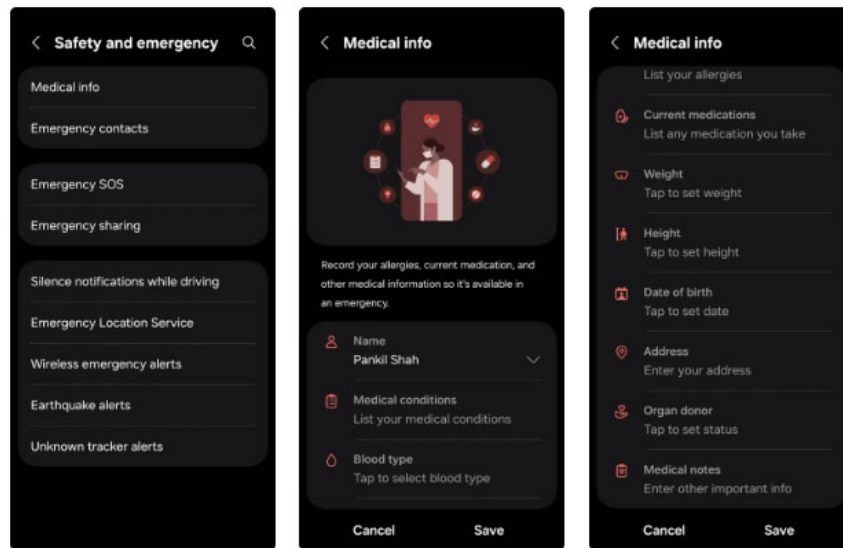 Safety and emergency
Medical info
Emergency contacts
Emergency SOS
Emergency sharing
Silence notifications while driving
Emergency Location Service
Wireless emergency alerts
Earthquake alerts
Unknown tracker alerts
Medical info
Record your allergies, current medication, and
other medical information so it's available in
an emergency.
Name
Pankil Shah
Medical conditions
List your medical conditions
Blood type
Tap to select blood type
Cancel Save
Medical info
List your allergies
Current medications
List any medication you take
Weight
Tap to set weight
Height
Tap to set height
Date of birth
Tap to set date
Address
Enter your address
Organ donor
Tap to set status
Medical notes
Enter other important info
Cancel Save